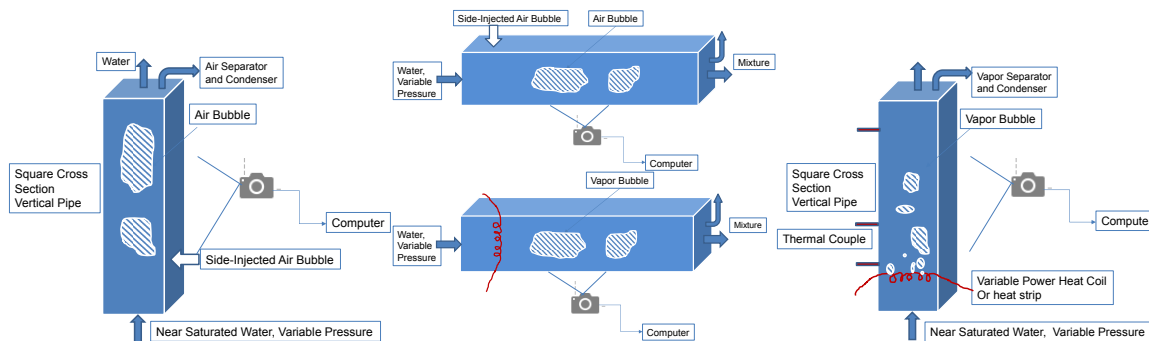 Water
Air Separator
and Condenser
Air Bubble
Square Cross
Section
Vertical Pipe
Computer
Side-Injected Air Bubble
Near Saturated Water, Variable Pressure
Side-Injected Air Bubble
Air Bubble
Water,
Variable
Pressure
Mixture
Computer
Vapor Bubble
Water,
Variable
Pressure
Mixture
Computer
Vapor Separator
and Condenser
Vapor Bubble
Square Cross
Section
Vertical Pipe
Thermal Couple
Compute
Variable Power Heat Coil
Or heat strip
Near Saturated Water, Variable Pressure